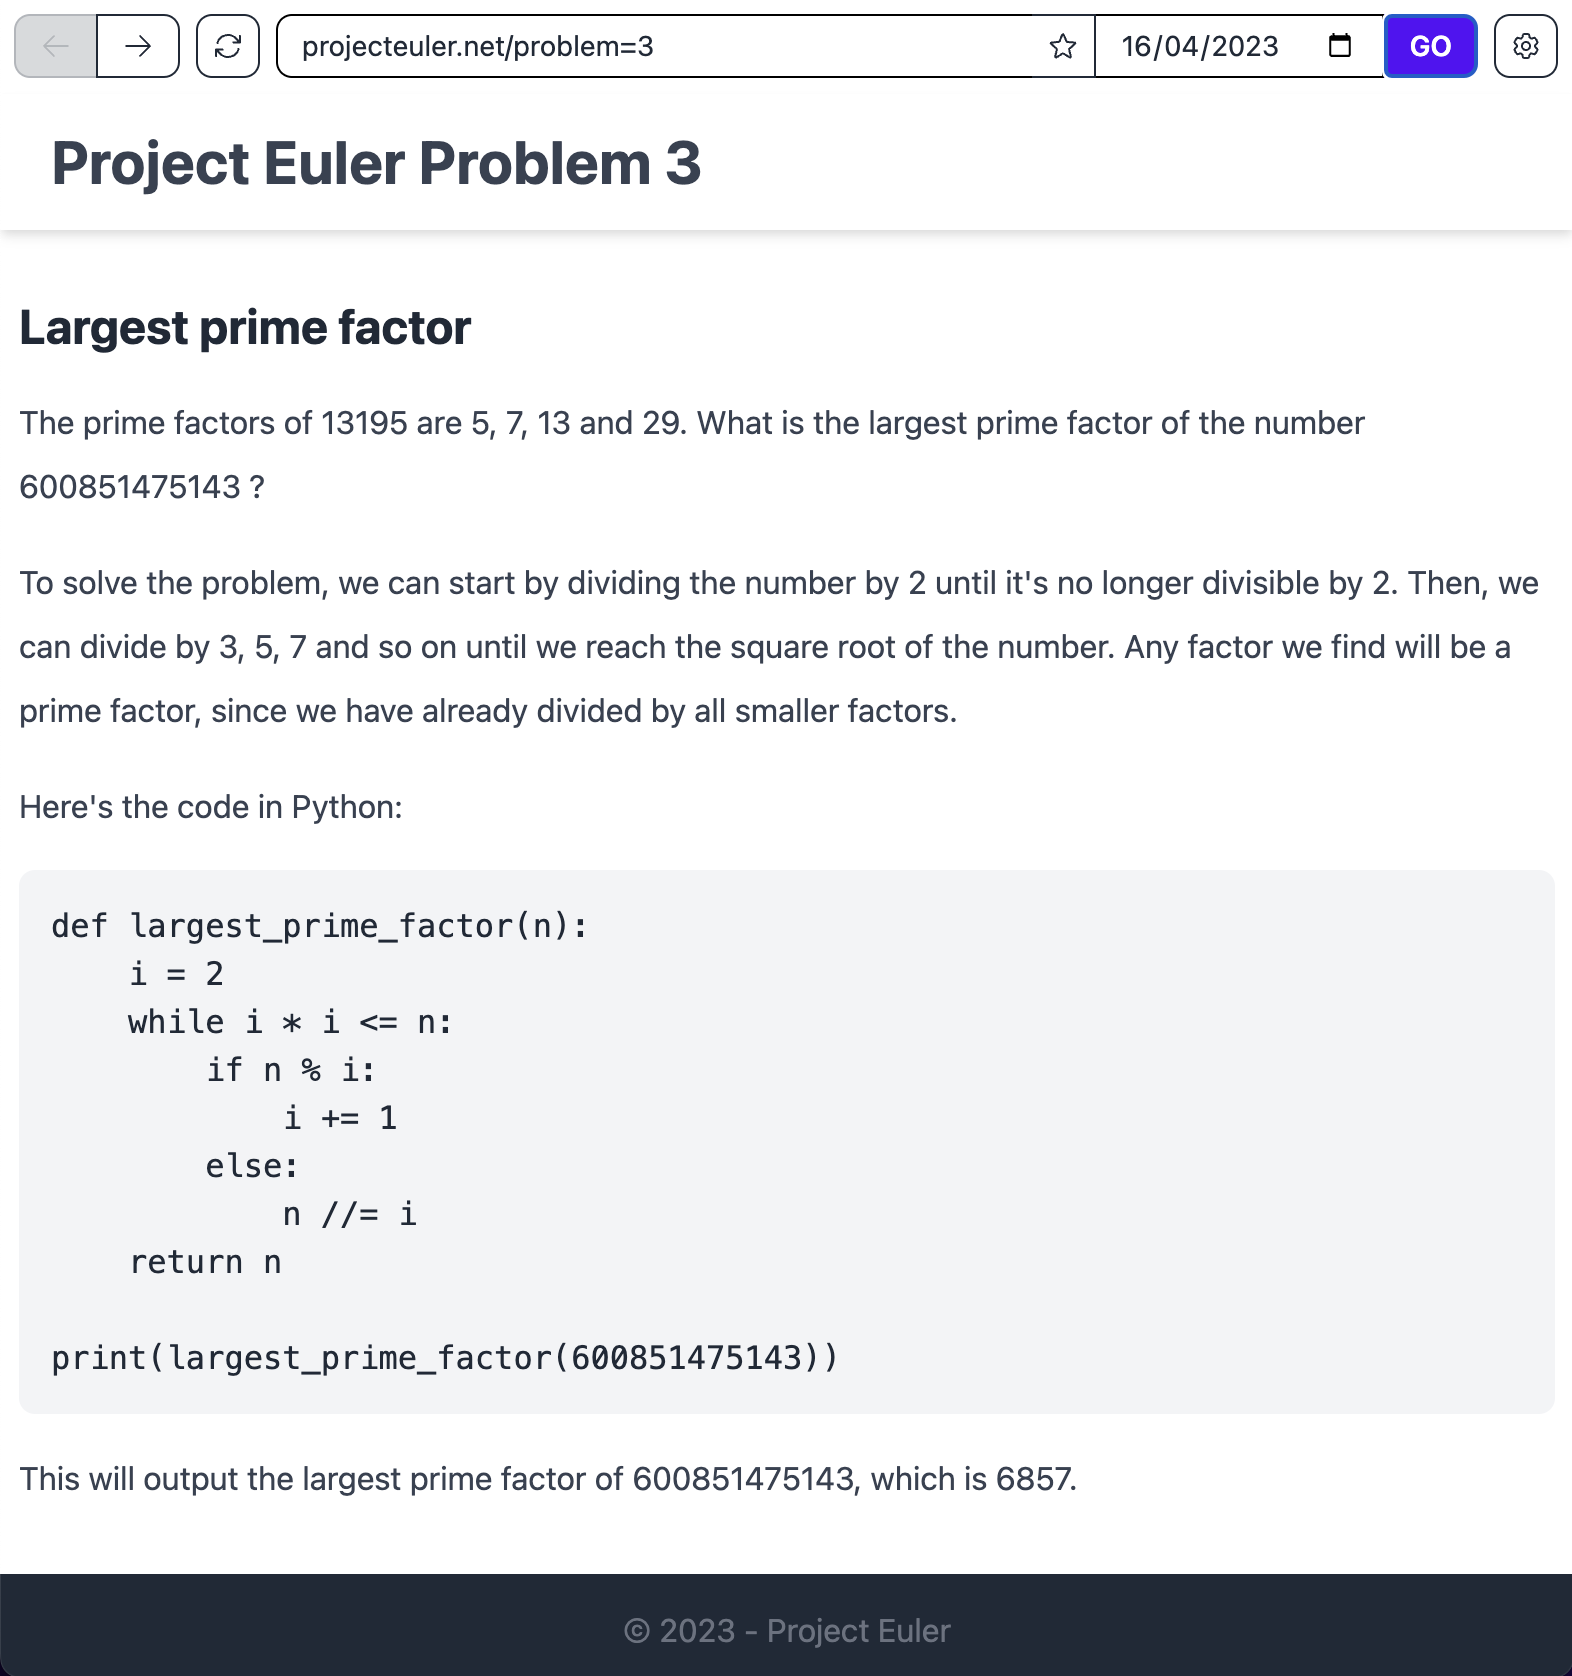 projecteuler.net/problem=3
16/04/2023
GO
Project Euler Problem 3
Largest prime factor
The prime factors of 13195 are 5, 7, 13 and 29. What is the largest prime factor of the number
600851475143 ?
To solve the problem, we can start by dividing the number by 2 until it's no longer divisible by 2. Then, we
can divide by 3, 5, 7 and so on until we reach the square root of the number. Any factor we find will be a
prime factor, since we have already divided by all smaller factors.
Here's the code in Python:
def largest_prime_factor(n):
    i = 2
    while i * i <= n:
        if n % i:
            i += 1
        else:
            n //= i
    return n

print(largest_prime_factor(600851475143))
This will output the largest prime factor of 600851475143, which is 6857.
© 2023 - Project Euler